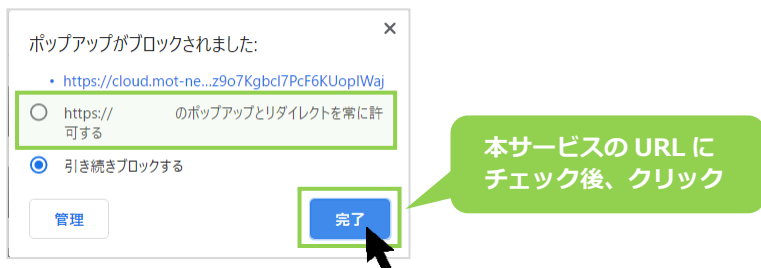 ポップアップがブロックされました:
• https://cloud.mot-ne...z9o7Kgbcl7PcF6KUopIWaj
https:// のポップアップとリダイレクトを常に許
可する
引き続きブロックする
管理
完了
本サービスの URL に
チェック後、クリック